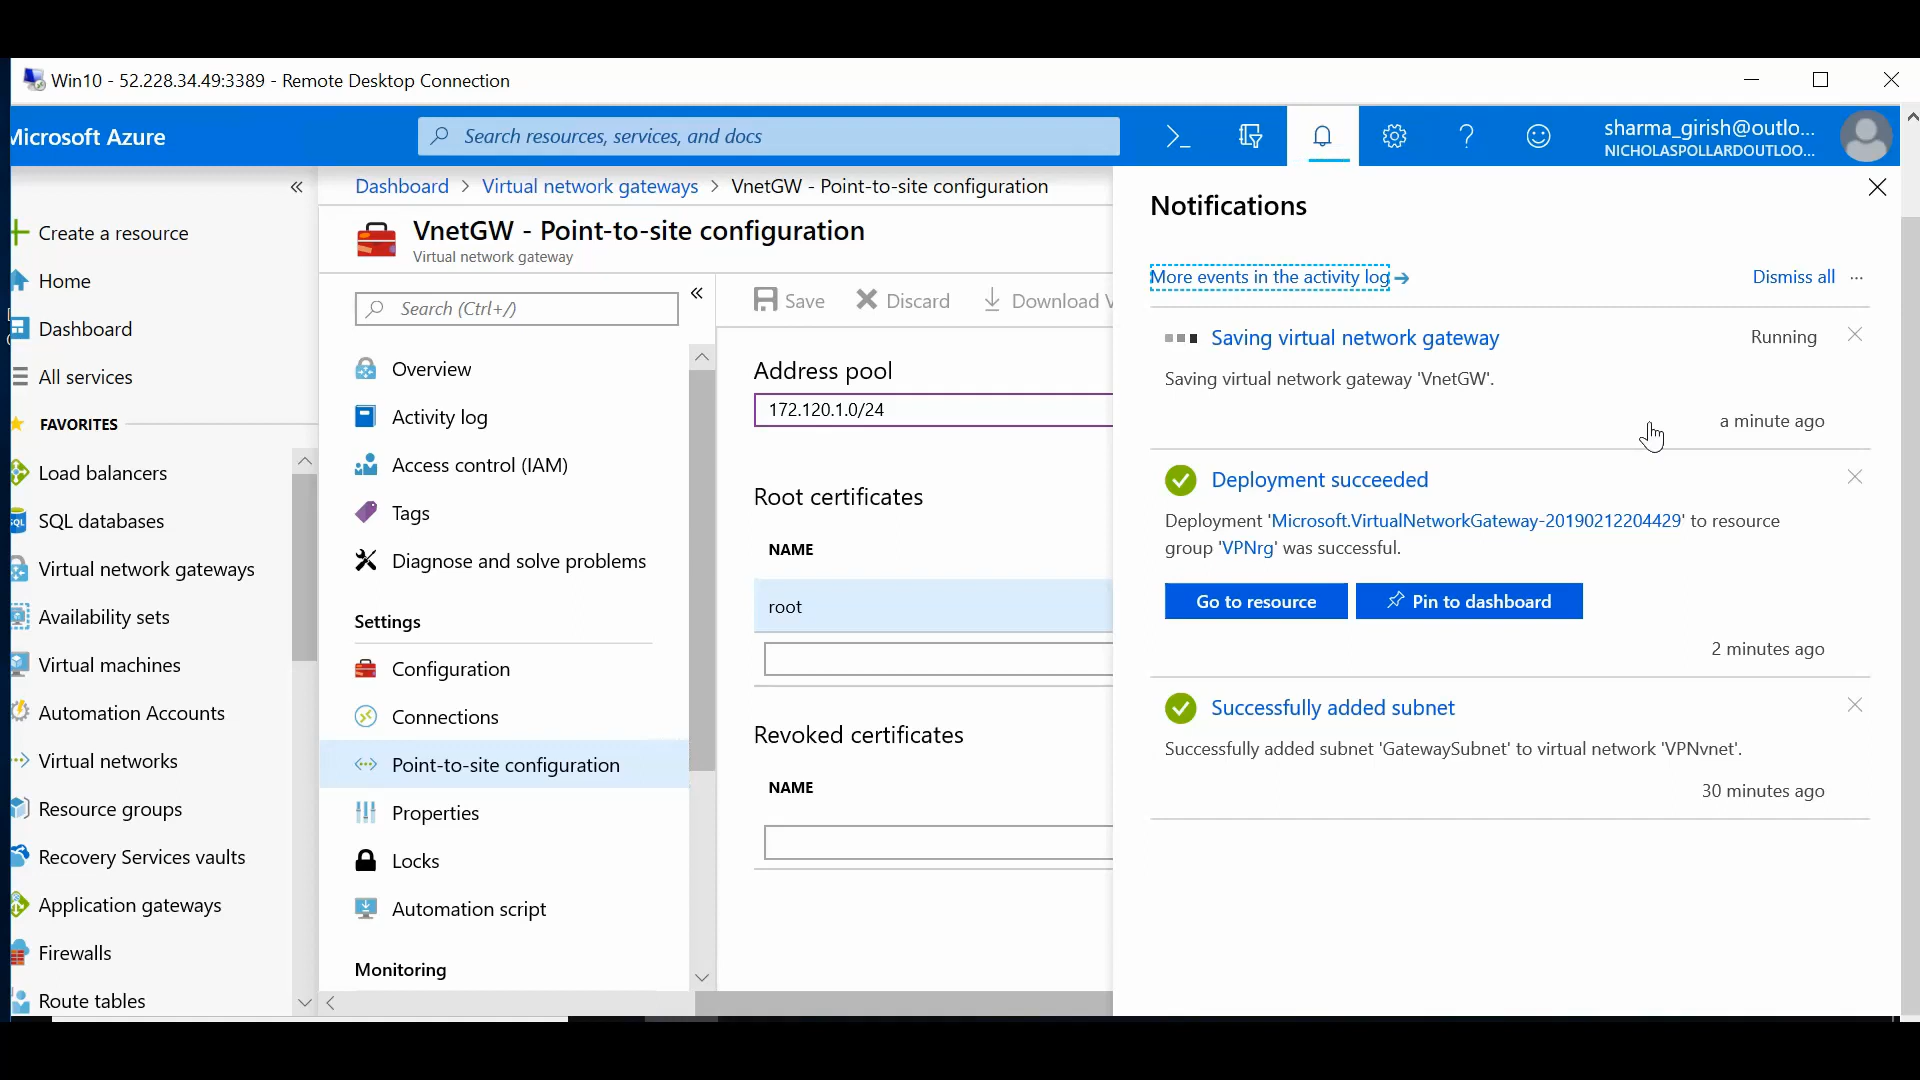 Win10 - 52.228.34.49:3389 - Remote Desktop Connection
Microsoft Azure
Search resources, services, and docs
sharma_girish@outlo...
NICHOLASPOLLARDOUTLOO...
Create a resource
Home
Dashboard
All services
FAVORITES
Load balancers
SQL databases
Virtual network gateways
Availability sets
Virtual machines
Automation Accounts
Virtual networks
Resource groups
Recovery Services vaults
Application gateways
Firewalls
Route tables
Dashboard > Virtual network gateways > VnetGW - Point-to-site configuration
VnetGW - Point-to-site configuration
Virtual network gateway
Search (Ctrl+/)
Overview
Activity log
Access control (IAM)
Tags
Diagnose and solve problems
Settings
Configuration
Connections
Point-to-site configuration
Properties
Locks
Automation script
Monitoring
Save Discard Download V
Address pool
172.120.1.0/24
Root certificates
NAME
root
Revoked certificates
NAME
Notifications
More events in the activity log
Dismiss all ...
Saving virtual network gateway
Running
Saving virtual network gateway 'VnetGW'.
a minute ago
Deployment succeeded
Deployment 'Microsoft.VirtualNetworkGateway-20190212204429' to resource
group 'VPNrg' was successful.
Go to resource
Pin to dashboard
2 minutes ago
Successfully added subnet
Successfully added subnet 'GatewaySubnet' to virtual network 'VPNvnet'.
30 minutes ago